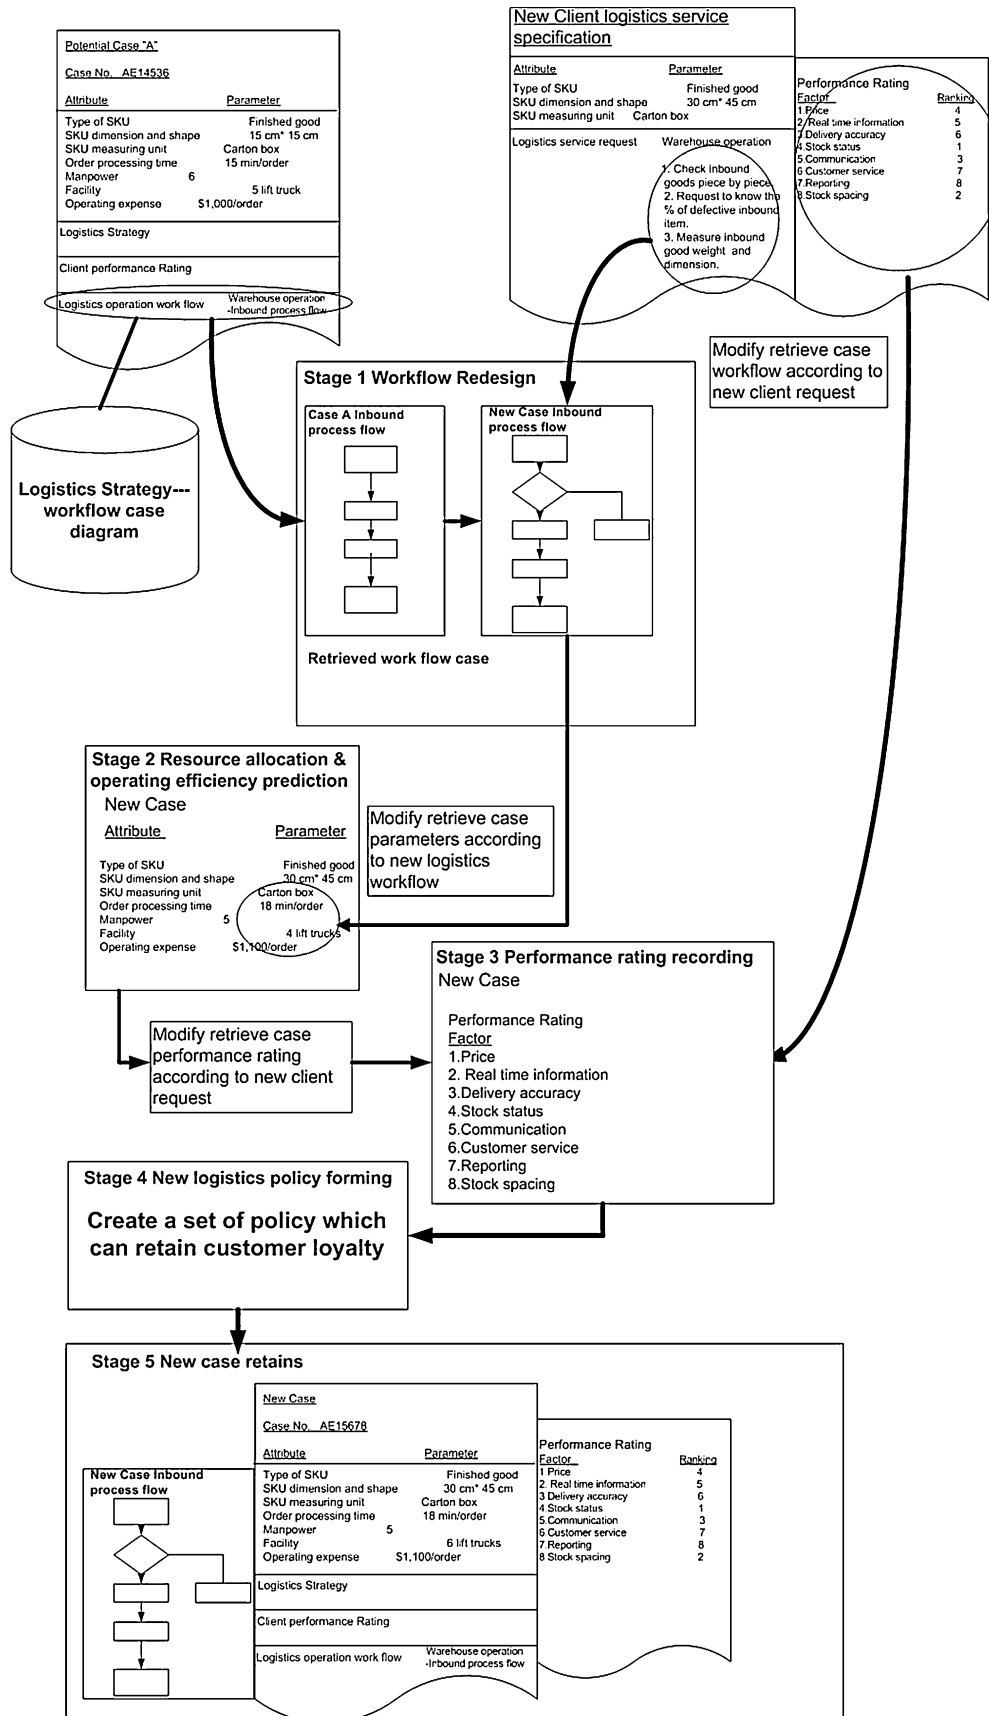 Potential Case "A"
Case No. AE14536
Attribute Parameter
Type of SKU Finished good
SKU dimension and shape 15 cm* 15 cm
SKU measuring unit Carton box
Order processing time 15 min/order
Manpower 6
Facility 5 lift truck
Operating expense $1,000/order
Logistics Strategy
Client performance Rating
Logistics operation work flow
Warehouse operation
-Inbound process flow
New Client logistics service
specification
Attribute Parameter
Type of SKU Finished good
SKU dimension and shape 30 cm* 45 cm
SKU measuring unit Carton box
Logistics service request Warehouse operation
1. Check inbound
goods piece by piece
2. Request to know the
% of defective inbound
item.
3. Measure inbound
good weight and
dimension.
Performance Rating
Factor Ranking
1.Price 4
2. Real time information 5
3.Delivery accuracy 6
4.Stock status 1
5.Communication 3
6 Customer service 7
7.Reporting 8
8.Stock spacing 2
Modify retrieve case
workflow according to
new client request
Logistics Strategy---
workflow case
diagram
Stage 1 Workflow Redesign
Case A Inbound
process flow
New Case Inbound
process flow
Retrieved work flow case
Stage 2 Resource allocation &
operating efficiency prediction
New Case
Attribute Parameter
Type of SKU Finished good
SKU dimension and shape 30 cm* 45 cm
SKU measuring unit Carton box
Order processing time 18 min/order
Manpower 5
Facility 4 lift trucks
Operating expense $1,100/order
Modify retrieve case
parameters according
to new logistics
workflow
Modify retrieve case
performance rating
according to new client
request
Stage 3 Performance rating recording
New Case
Performance Rating
Factor
1.Price
2. Real time information
3.Delivery accuracy
4.Stock status
5.Communication
6.Customer service
7.Reporting
8.Stock spacing
Stage 4 New logistics policy forming
Create a set of policy which
can retain customer loyalty
Stage 5 New case retains
New Case Inbound
process flow
New Case
Case No. AE15678
Attribute Parameter
Type of SKU Finished good
SKU dimension and shape 30 cm* 45 cm
SKU measuring unit Carton box
Order processing time 18 min/order
Manpower 5
Facility 6 lift trucks
Operating expense $1,100/order
Logistics Strategy
Client performance Rating
Logistics operation work flow
Warehouse operation
-Inbound process flow
Performance Rating
Factor Ranking
1 Price 4
2. Real time information 5
3 Delivery accuracy 6
4.Stock status 1
5.Communication 3
6 Customer service 7
7.Reporting 8
8 Stock spacing 2